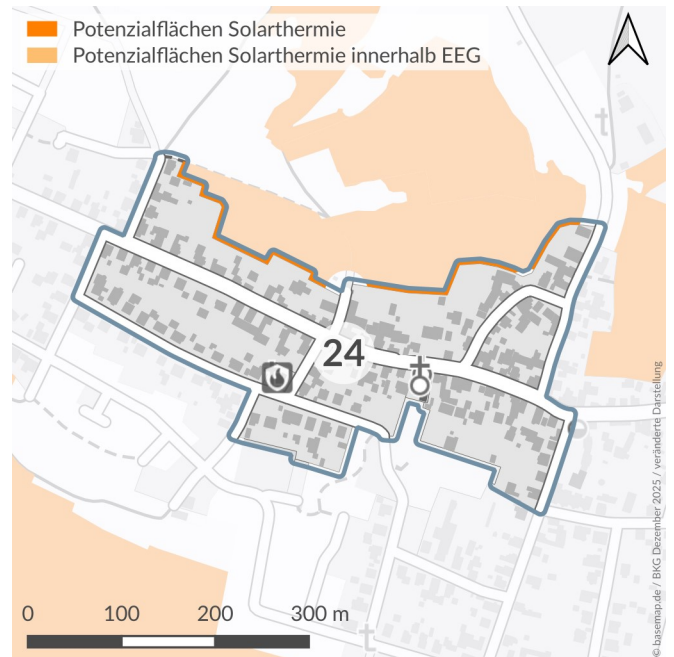 Potenzialflächen Solarthermie
Potenzialflächen Solarthermie innerhalb EEG
24
0 100 200 300 m
© basemap.de / BKG Dezember 2025 / veränderte Darstellung